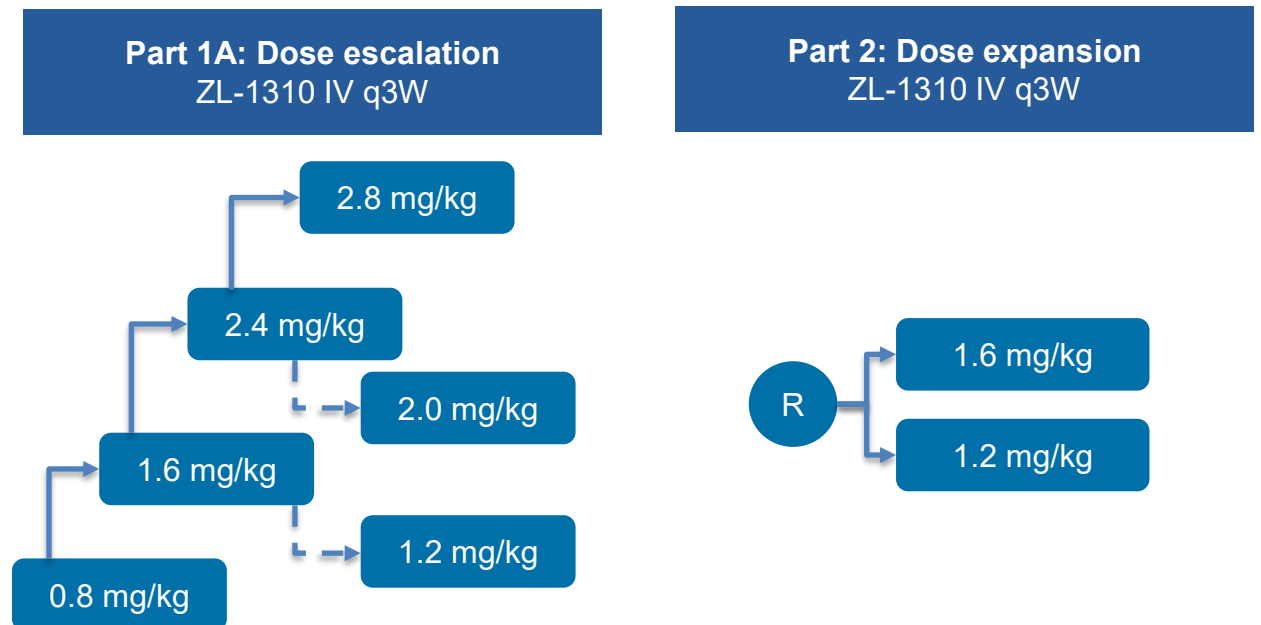 Part 1A: Dose escalation
ZL-1310 IV q3W
2.8 mg/kg
2.4 mg/kg
2.0 mg/kg
1.6 mg/kg
1.2 mg/kg
0.8 mg/kg
Part 2: Dose expansion
ZL-1310 IV q3W
R
1.6 mg/kg
1.2 mg/kg